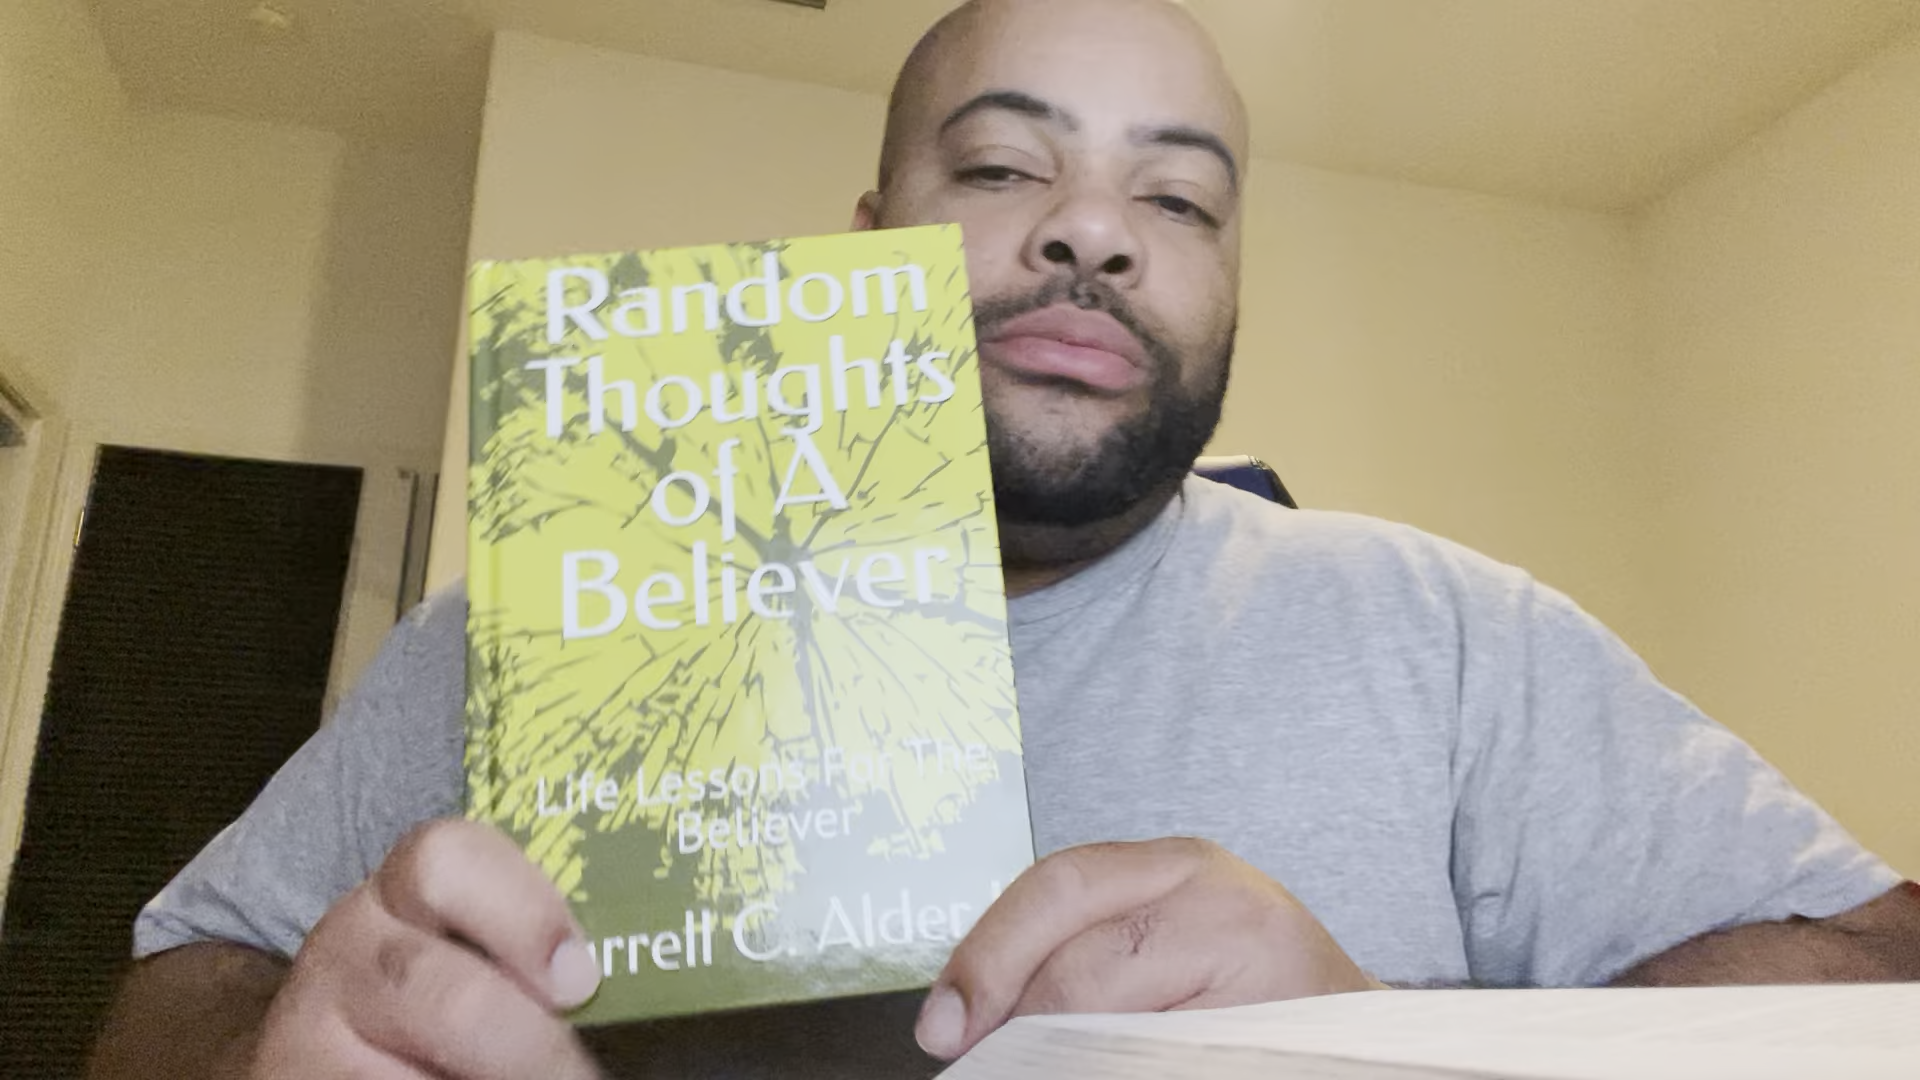 Random
Thoughts
of A
Believer
Life Lessons For The
Believer
C.